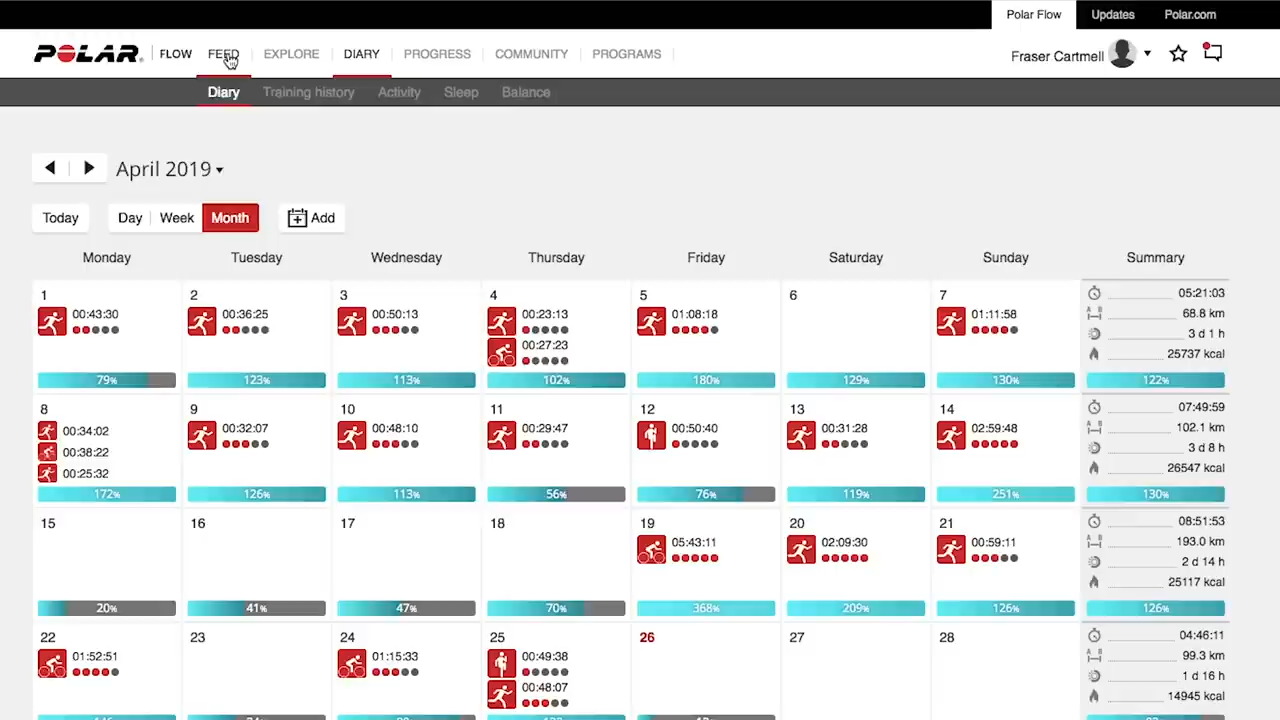 Polar Flow Updates Polar.com
POLAR FLOW FEED EXPLORE DIARY PROGRESS COMMUNITY PROGRAMS Fraser Cartmell
Diary Training history Activity Sleep Balance
April 2019
Today Day Week Month Add
Monday Tuesday Wednesday Thursday Friday Saturday Sunday Summary
1 2 3 4 5 6 7 05:21:03
00:43:30 00:36:25 00:50:13 00:23:13 01:08:18 01:11:58 68.8 km
00:27:23 3 d 1 h
25737 kcal
79% 123% 113% 102% 180% 129% 130% 122%
8 9 10 11 12 13 14 07:49:59
00:34:02 00:32:07 00:48:10 00:29:47 00:50:40 00:31:28 02:59:48 102.1 km
00:38:22 3 d 8 h
00:25:32 26547 kcal
172% 126% 113% 56% 76% 119% 251% 130%
15 16 17 18 19 20 21 08:51:53
05:43:11 02:09:30 00:59:11 193.0 km
2 d 14 h
25117 kcal
20% 41% 47% 70% 368% 209% 126% 126%
22 23 24 25 26 27 28 04:46:11
01:52:51 01:15:33 00:49:38 99.3 km
00:48:07 1 d 16 h
14945 kcal